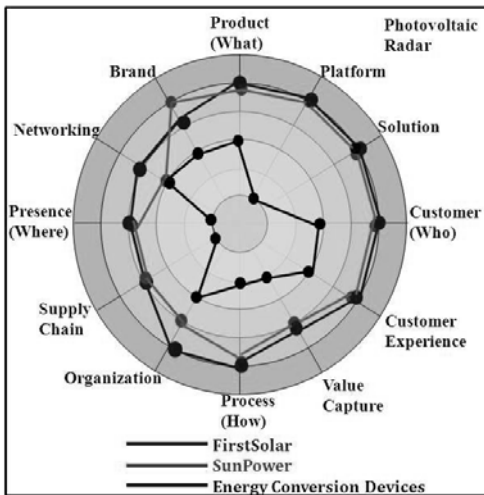 Product
(What)
Photovoltaic
Radar
Brand
Platform
Networking
Solution
Presence
(Where)
Customer
(Who)
Supply
Chain
Customer
Experience
Organization
Process
(How)
Value
Capture
FirstSolar
SunPower
Energy Conversion Devices